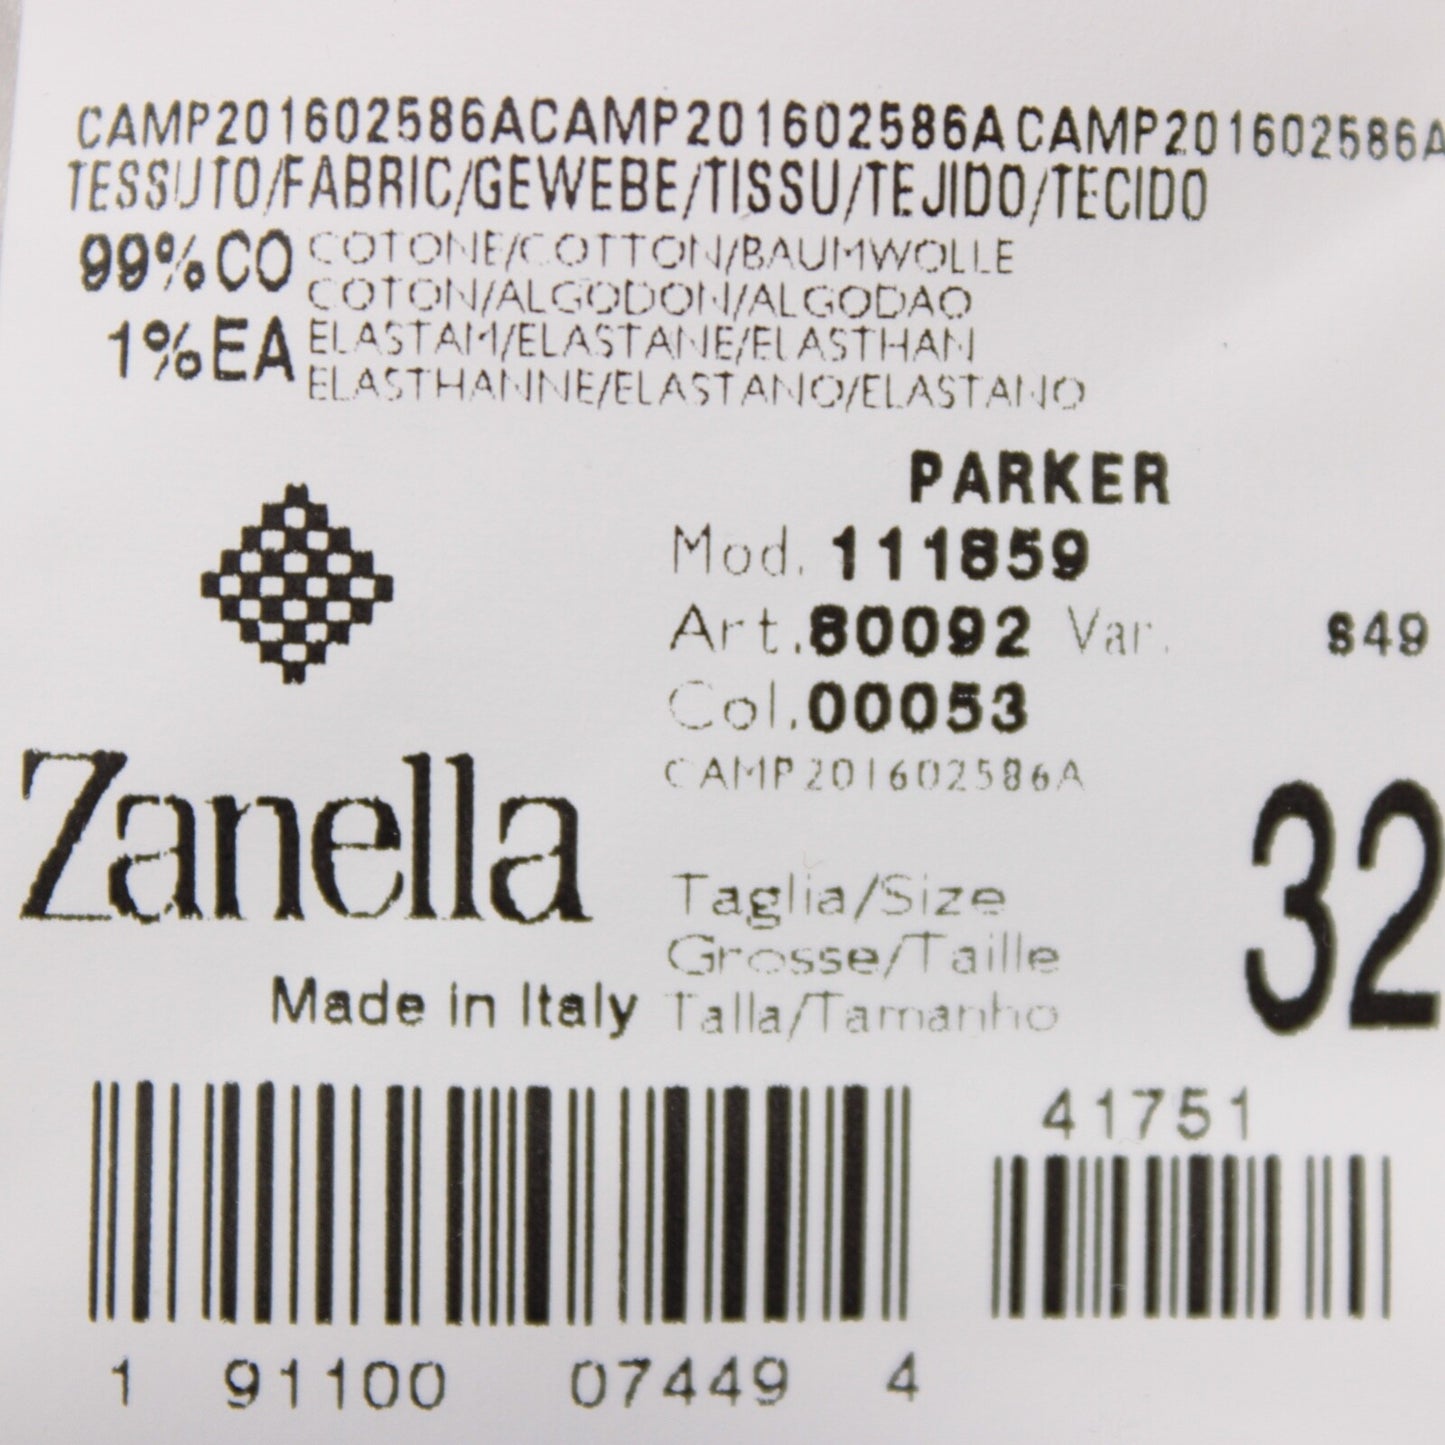 CAMP201602586ACAMP201602586ACAMP201602586A
TESSUTO/FABRIC/GEWEBE/TISSU/TEJIDO/TECIDO
99%CO COTONE/COTTON/BAUMWOLLE
COTON/ALGODON/ALGODAO
1%EA ELASTAM/ELASTANE/ELASTHAN
ELASTHANNE/ELASTANO/ELASTANO
PARKER
Mod. 111859
Art.80092 Var. S49
Col.00053
CAMP201602586A
Zanella
Made in Italy
Taglia/Size 32
Grosse/Taille
Talla/Tamanho
41751
1 91100 07449 4